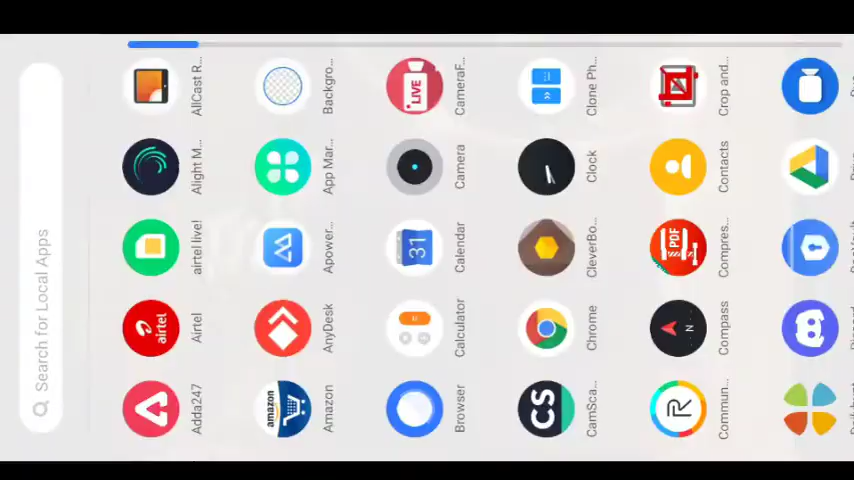 Search for Local Apps
Adda247
Airtel
airtel live!
Alight M...
AllCast R...
Amazon
AnyDesk
Apower...
App Mar...
Backgro...
Browser
Calculator
Calendar
Camera
CameraF...
CamSca...
Chrome
CleverBo...
Clock
Clone Ph...
Commun...
Compass
Compres...
Contacts
Crop and...
airtel
amazon
31
LIVE
CS
R
N
PDF